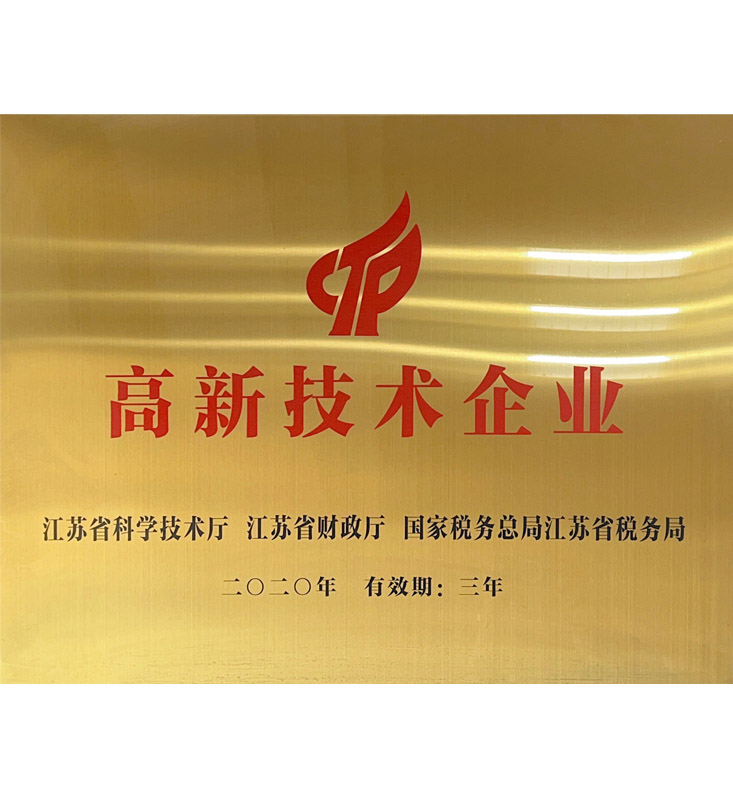 高新技术企业
江苏省科学技术厅 江苏省财政厅 国家税务总局江苏省税务局
二〇二〇年 有效期：三年